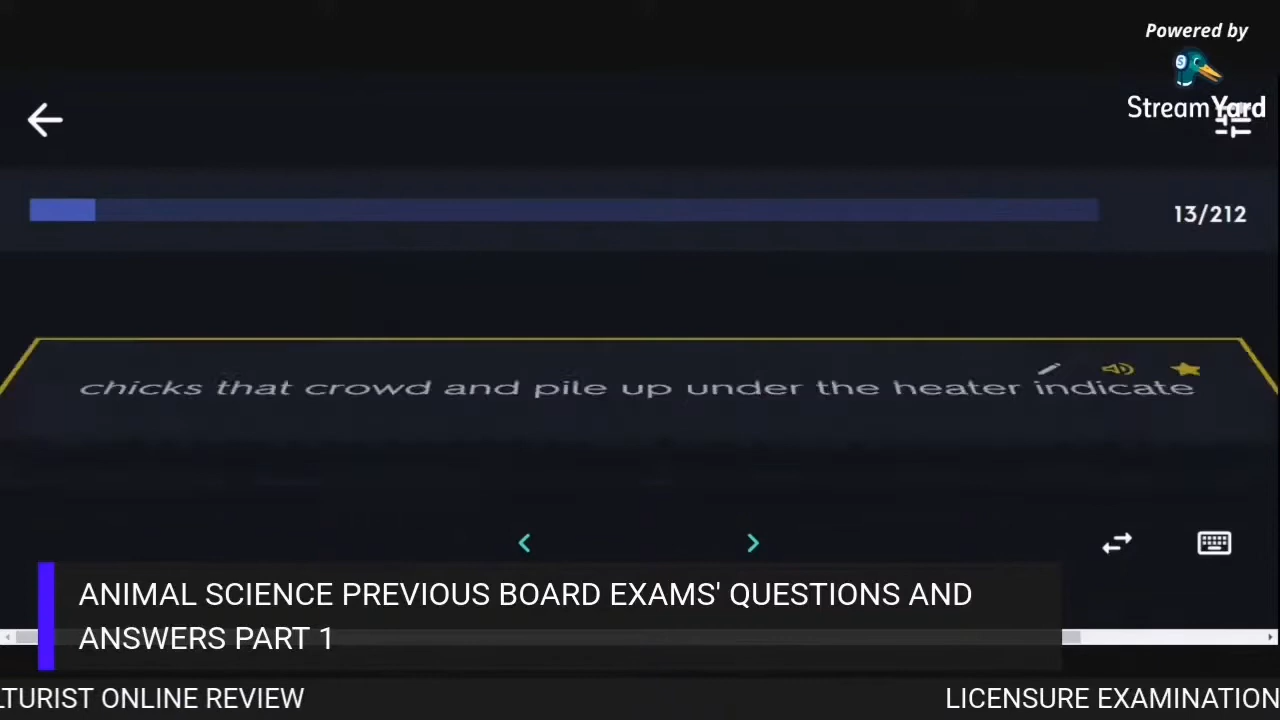 Powered by
StreamYard
13/212
chicks that crowd and pile up under the heater indicate
ANIMAL SCIENCE PREVIOUS BOARD EXAMS' QUESTIONS AND
ANSWERS PART 1
LTURIST ONLINE REVIEW
LICENSURE EXAMINATION